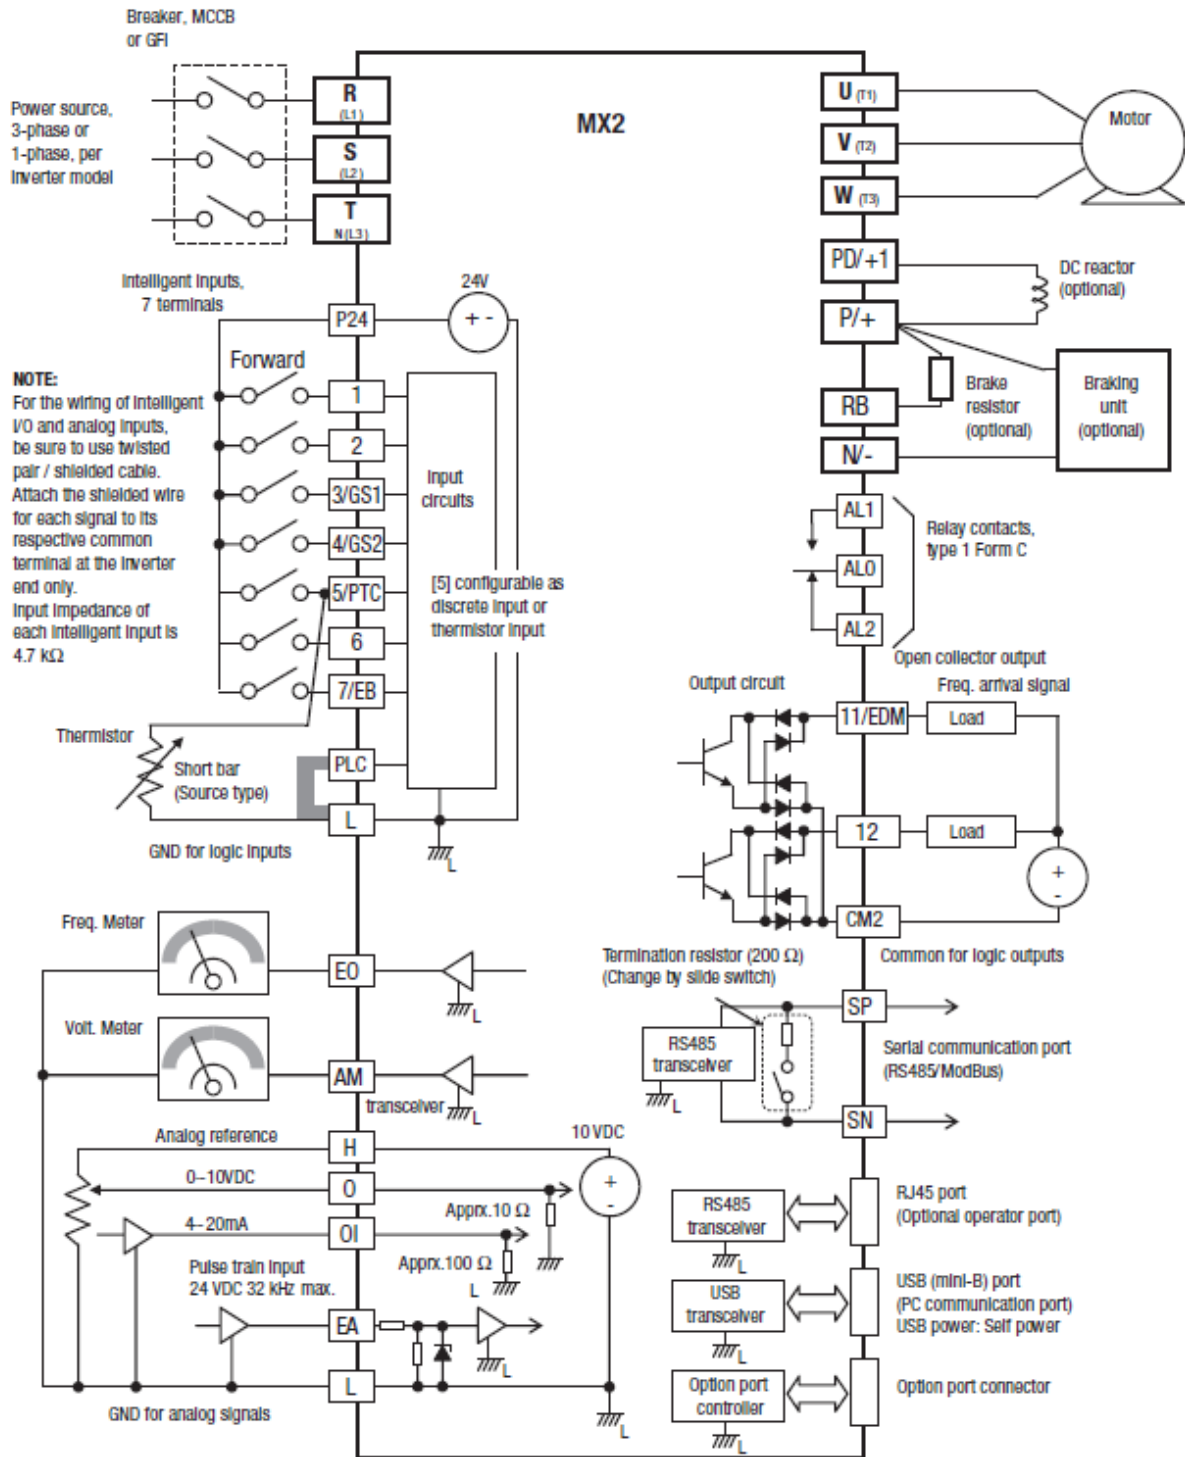 Breaker, MCCB
or GFI
Power source,
3-phase or
1-phase, per
Inverter model
R
(L1)
S
(L2)
T
N(L3)
MX2
U (T1)
V (T2)
W (T3)
Motor
PD/+1
P/+
DC reactor
(optional)
RB
N/-
Brake
resistor
(optional)
Braking
unit
(optional)
Intelligent inputs,
7 terminals
P24
24V
+ -
Forward
NOTE:
For the wiring of intelligent
I/O and analog inputs,
be sure to use twisted
pair / shielded cable.
Attach the shielded wire
for each signal to its
respective common
terminal at the inverter
end only.
Input impedance of
each intelligent input is
4.7 kΩ
1
2
3/GS1
4/GS2
5/PTC
6
7/EB
PLC
L
Input
circuits
[5] configurable as
discrete input or
thermistor input
Thermistor
Short bar
(Source type)
GND for logic inputs
L
AL1
AL0
AL2
Relay contacts,
type 1 Form C
Open collector output
Output circuit
Freq. arrival signal
11/EDM
Load
12
Load
+
-
CM2
Common for logic outputs
Termination resistor (200 Ω)
(Change by slide switch)
SP
RS485
transceiver
L
SN
Serial communication port
(RS485/ModBus)
Freq. Meter
EO
L
Volt. Meter
AM
transceiver
L
Analog reference
H
10 VDC
+
-
0~10VDC
O
Apprx.10 Ω
4~20mA
OI
Apprx.100 Ω
L
Pulse train input
24 VDC 32 kHz max.
EA
L
L
GND for analog signals
L
RS485
transceiver
L
RJ45 port
(Optional operator port)
USB
transceiver
L
USB (mini-B) port
(PC communication port)
USB power: Self power
Option port
controller
L
Option port connector